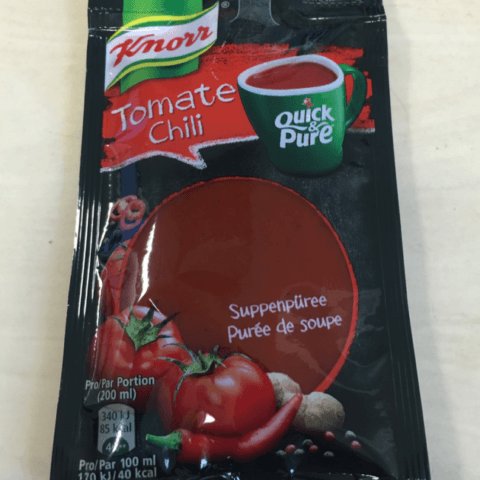 Knorr
Tomate
Chili
Quick
&
Pure
Suppenpüree
Purée de soupe
Pro/Par Portion
(200 ml)
340 kJ
85 kcal
Pro/Par 100 ml
170 kJ/40 kcal